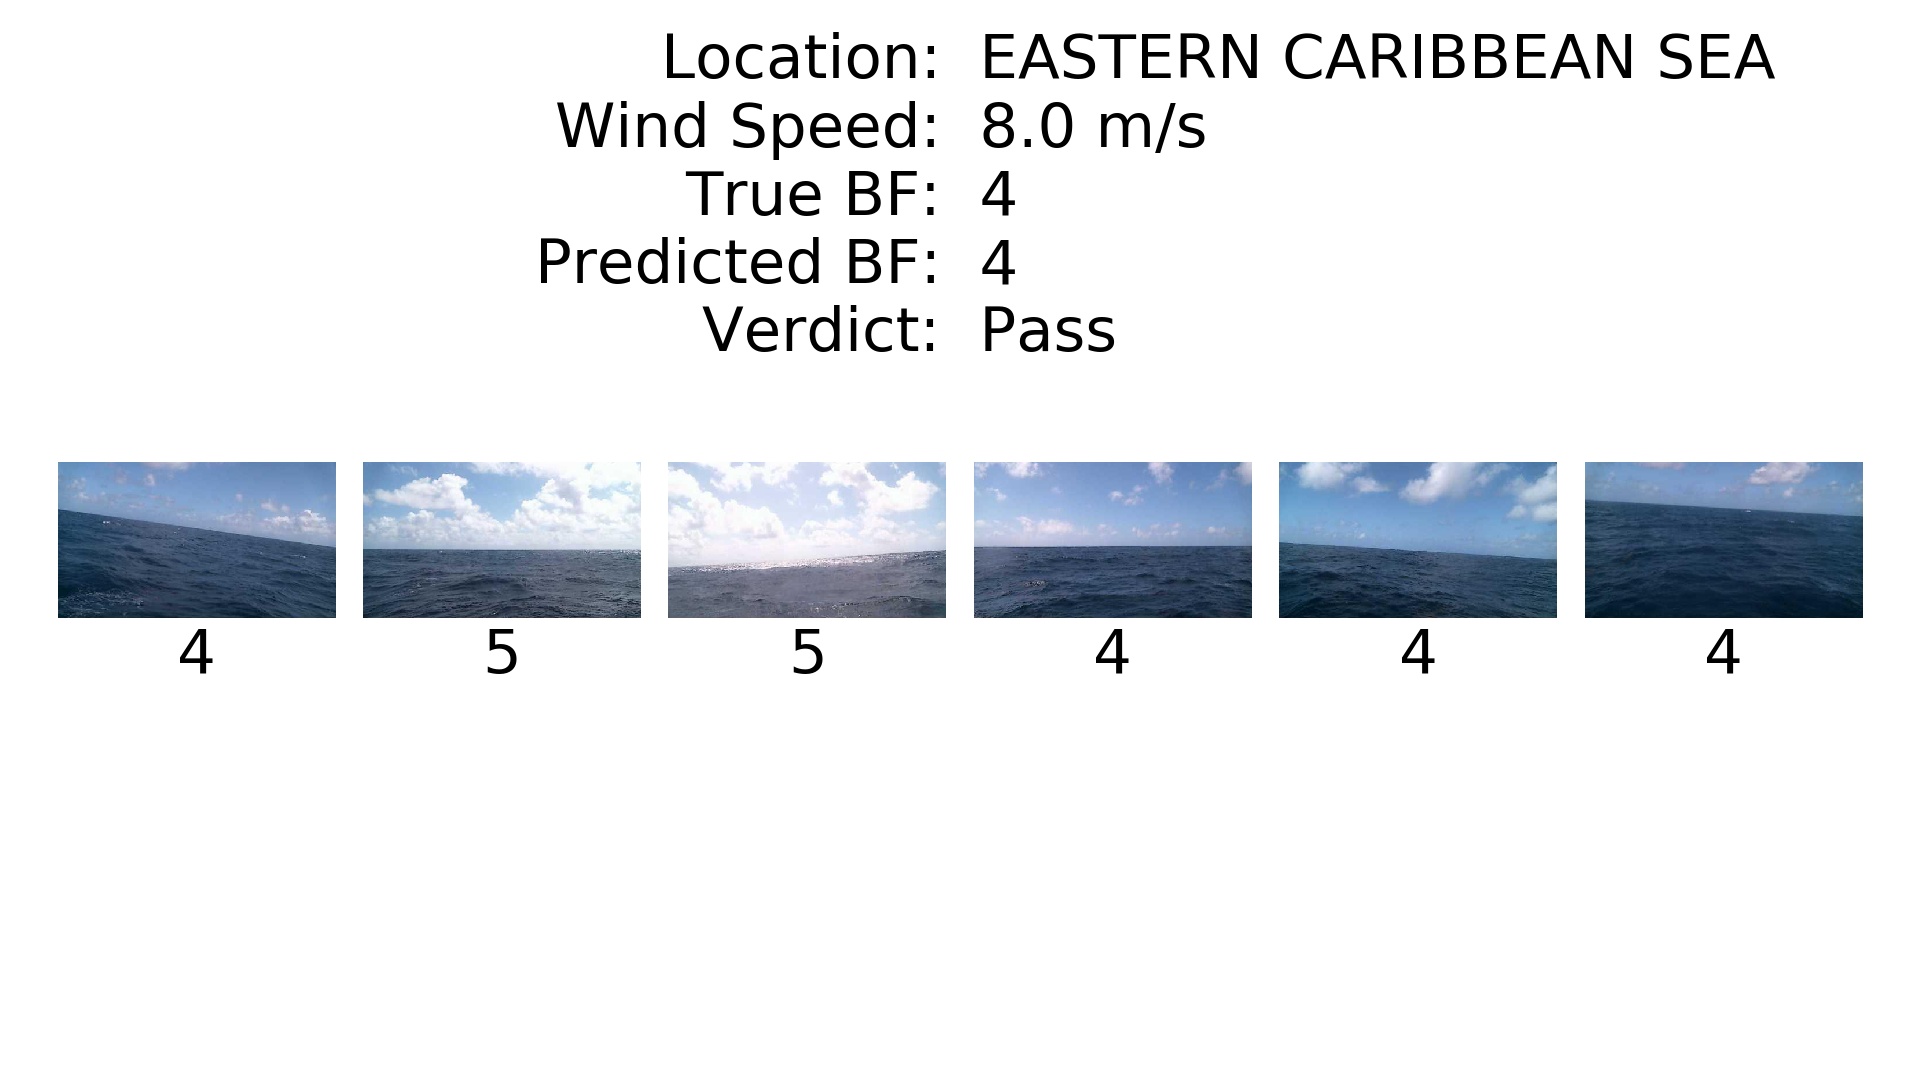 Location: EASTERN CARIBBEAN SEA
Wind Speed: 8.0 m/s
True BF: 4
Predicted BF: 4
Verdict: Pass
4 5 5 4 4 4